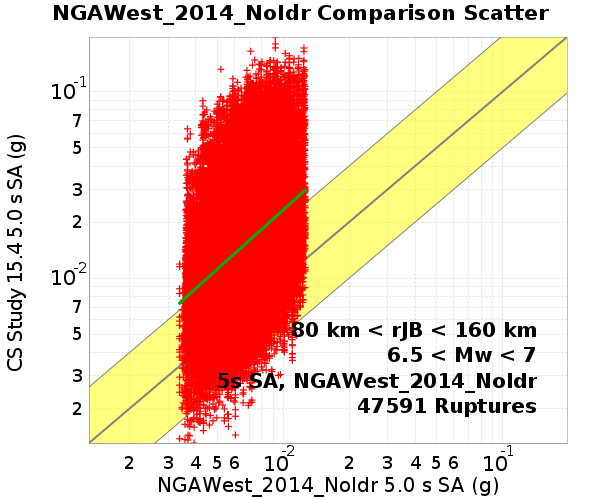 NGAWest_2014_NoIdr Comparison Scatter
CS Study 15.4 5.0 s SA (g)
10-1
7
5
3
2
10-2
7
5
3
2
80 km < rJB < 160 km
6.5 < Mw < 7
5s SA, NGAWest_2014_NoIdr
47591 Ruptures
2 3 4 5 6 10-2 2 3 4 5 6 10-1
NGAWest_2014_NoIdr 5.0 s SA (g)